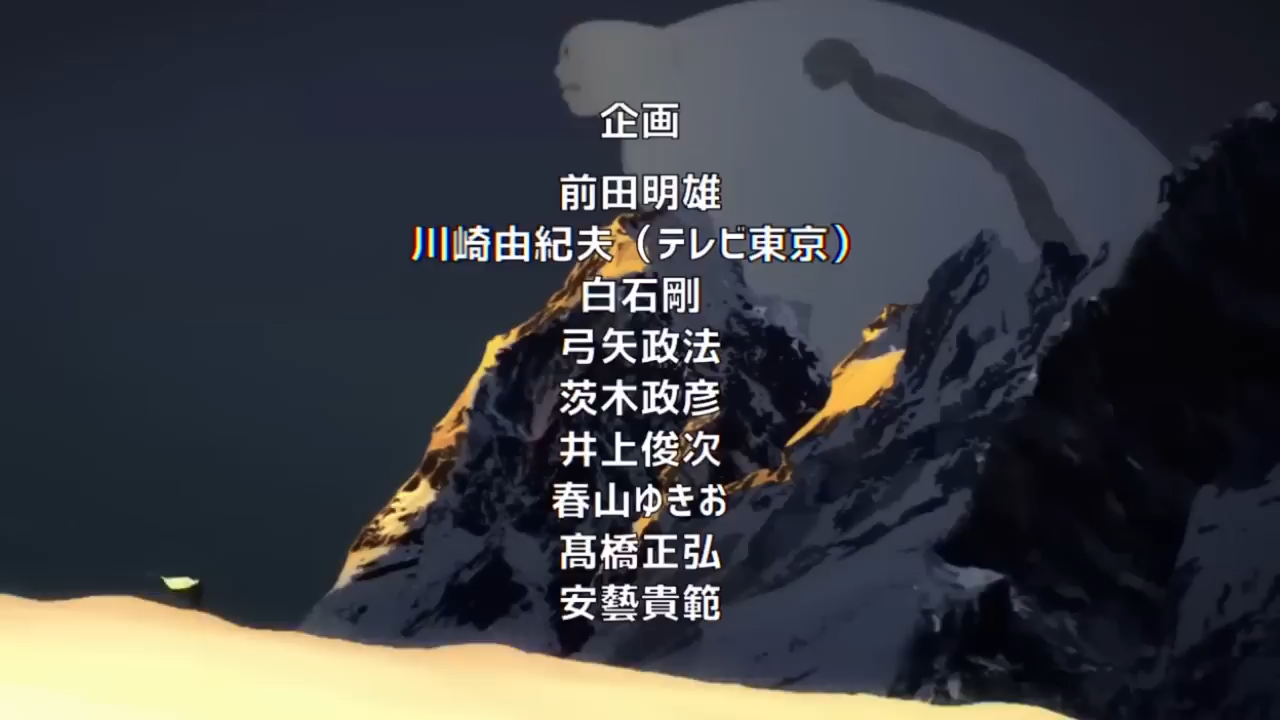 企画
前田明雄
川崎由紀夫（テレビ東京）
白石剛
弓矢政法
茨木政彦
井上俊次
春山ゆきお
髙橋正弘
安藝貴範